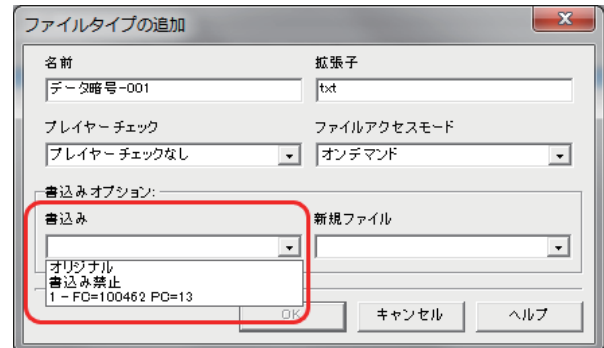 ファイルタイプの追加
名前
拡張子
データ暗号-001
txt
プレイヤーチェック
ファイルアクセスモード
プレイヤーチェックなし
オンデマンド
書込みオプション:
書込み
新規ファイル
オリジナル
書込み禁止
1 - FC=100462 PC=13
OK
キャンセル
ヘルプ